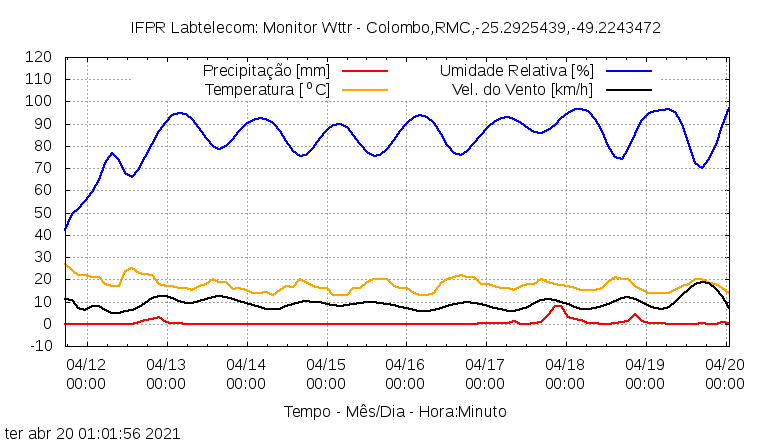 IFPR Labtelecom: Monitor Wttr - Colombo,RMC,-25.2925439,-49.2243472
Precipitação [mm]
Temperatura [ ⁰C]
Umidade Relativa [%]
Vel. do Vento [km/h]
120
110
100
90
80
70
60
50
40
30
20
10
0
-10
04/12 04/13 04/14 04/15 04/16 04/17 04/18 04/19 04/20
00:00 00:00 00:00 00:00 00:00 00:00 00:00 00:00 00:00
Tempo - Mês/Dia - Hora:Minuto
ter abr 20 01:01:56 2021